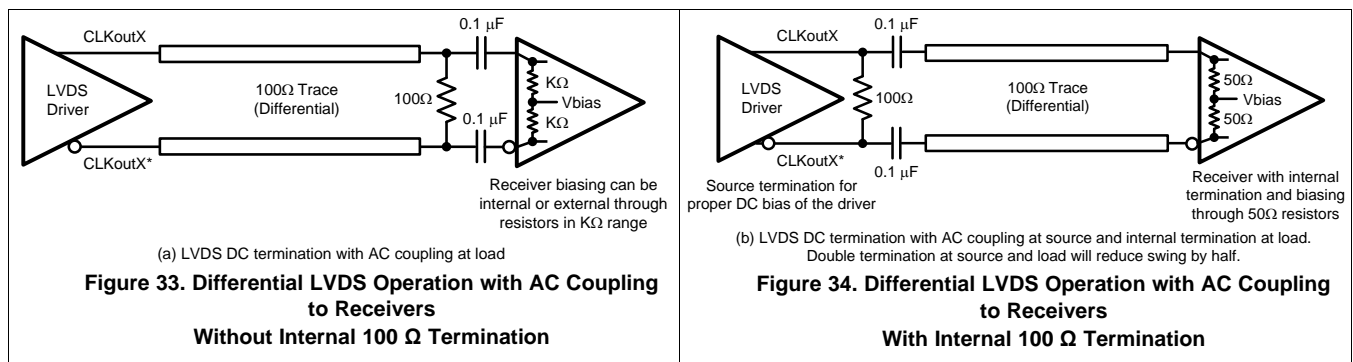 CLKoutX
0.1 μF
LVDS
Driver
100Ω Trace
(Differential)
100Ω
KΩ
Vbias
KΩ
0.1 μF
CLKoutX*
Receiver biasing can be
internal or external through
resistors in KΩ range
(a) LVDS DC termination with AC coupling at load
Figure 33. Differential LVDS Operation with AC Coupling
to Receivers
Without Internal 100 Ω Termination
CLKoutX
0.1 μF
LVDS
Driver
100Ω
100Ω Trace
(Differential)
50Ω
Vbias
50Ω
CLKoutX*
0.1 μF
Source termination for
proper DC bias of the driver
Receiver with internal
termination and biasing
through 50Ω resistors
(b) LVDS DC termination with AC coupling at source and internal termination at load.
Double termination at source and load will reduce swing by half.
Figure 34. Differential LVDS Operation with AC Coupling
to Receivers
With Internal 100 Ω Termination